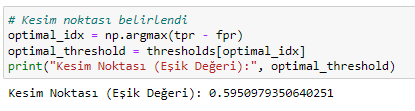 # Kesim noktası belirlendi
optimal_idx = np.argmax(tpr - fpr)
optimal_threshold = thresholds[optimal_idx]
print("Kesim Noktası (Eşik Değeri):", optimal_threshold)
Kesim Noktası (Eşik Değeri): 0.5950979350640251